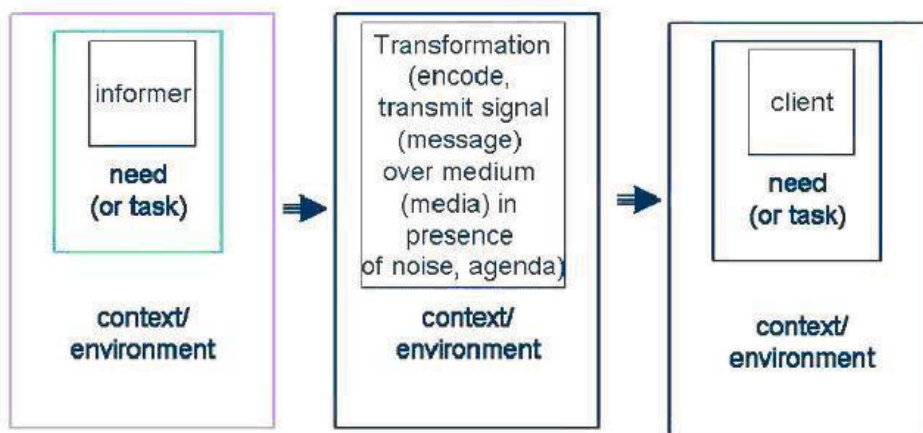 informer
need
(or task)
context/
environment
Transformation
(encode,
transmit signal
(message)
over medium
(media) in
presence
of noise, agenda)
context/
environment
client
need
(or task)
context/
environment